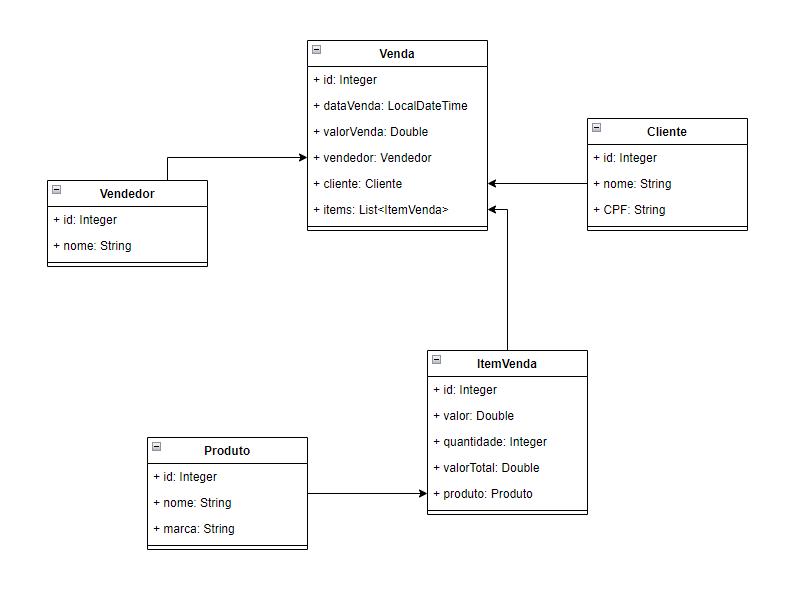 Venda
+ id: Integer
+ dataVenda: LocalDateTime
+ valorVenda: Double
+ vendedor: Vendedor
+ cliente: Cliente
+ items: List<ItemVenda>
Cliente
+ id: Integer
+ nome: String
+ CPF: String
Vendedor
+ id: Integer
+ nome: String
ItemVenda
+ id: Integer
+ valor: Double
+ quantidade: Integer
+ valorTotal: Double
+ produto: Produto
Produto
+ id: Integer
+ nome: String
+ marca: String